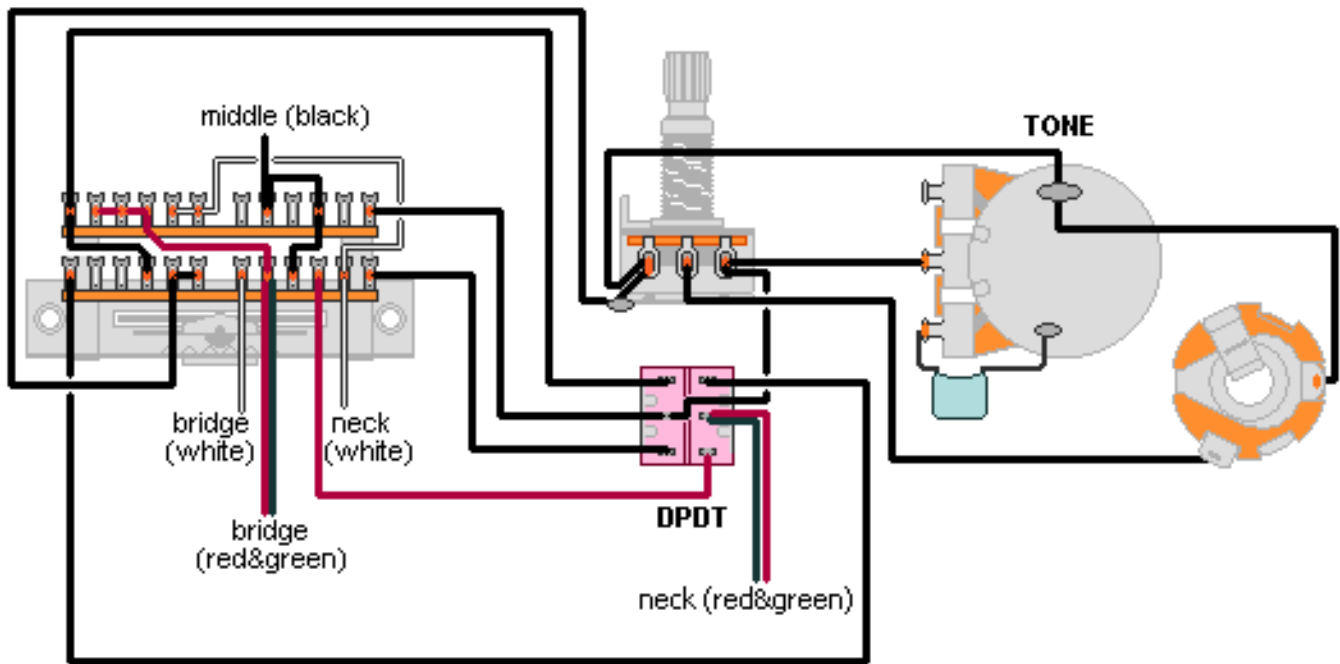 middle (black)
TONE
bridge
(white)
neck
(white)
DPDT
bridge
(red&green)
neck (red&green)